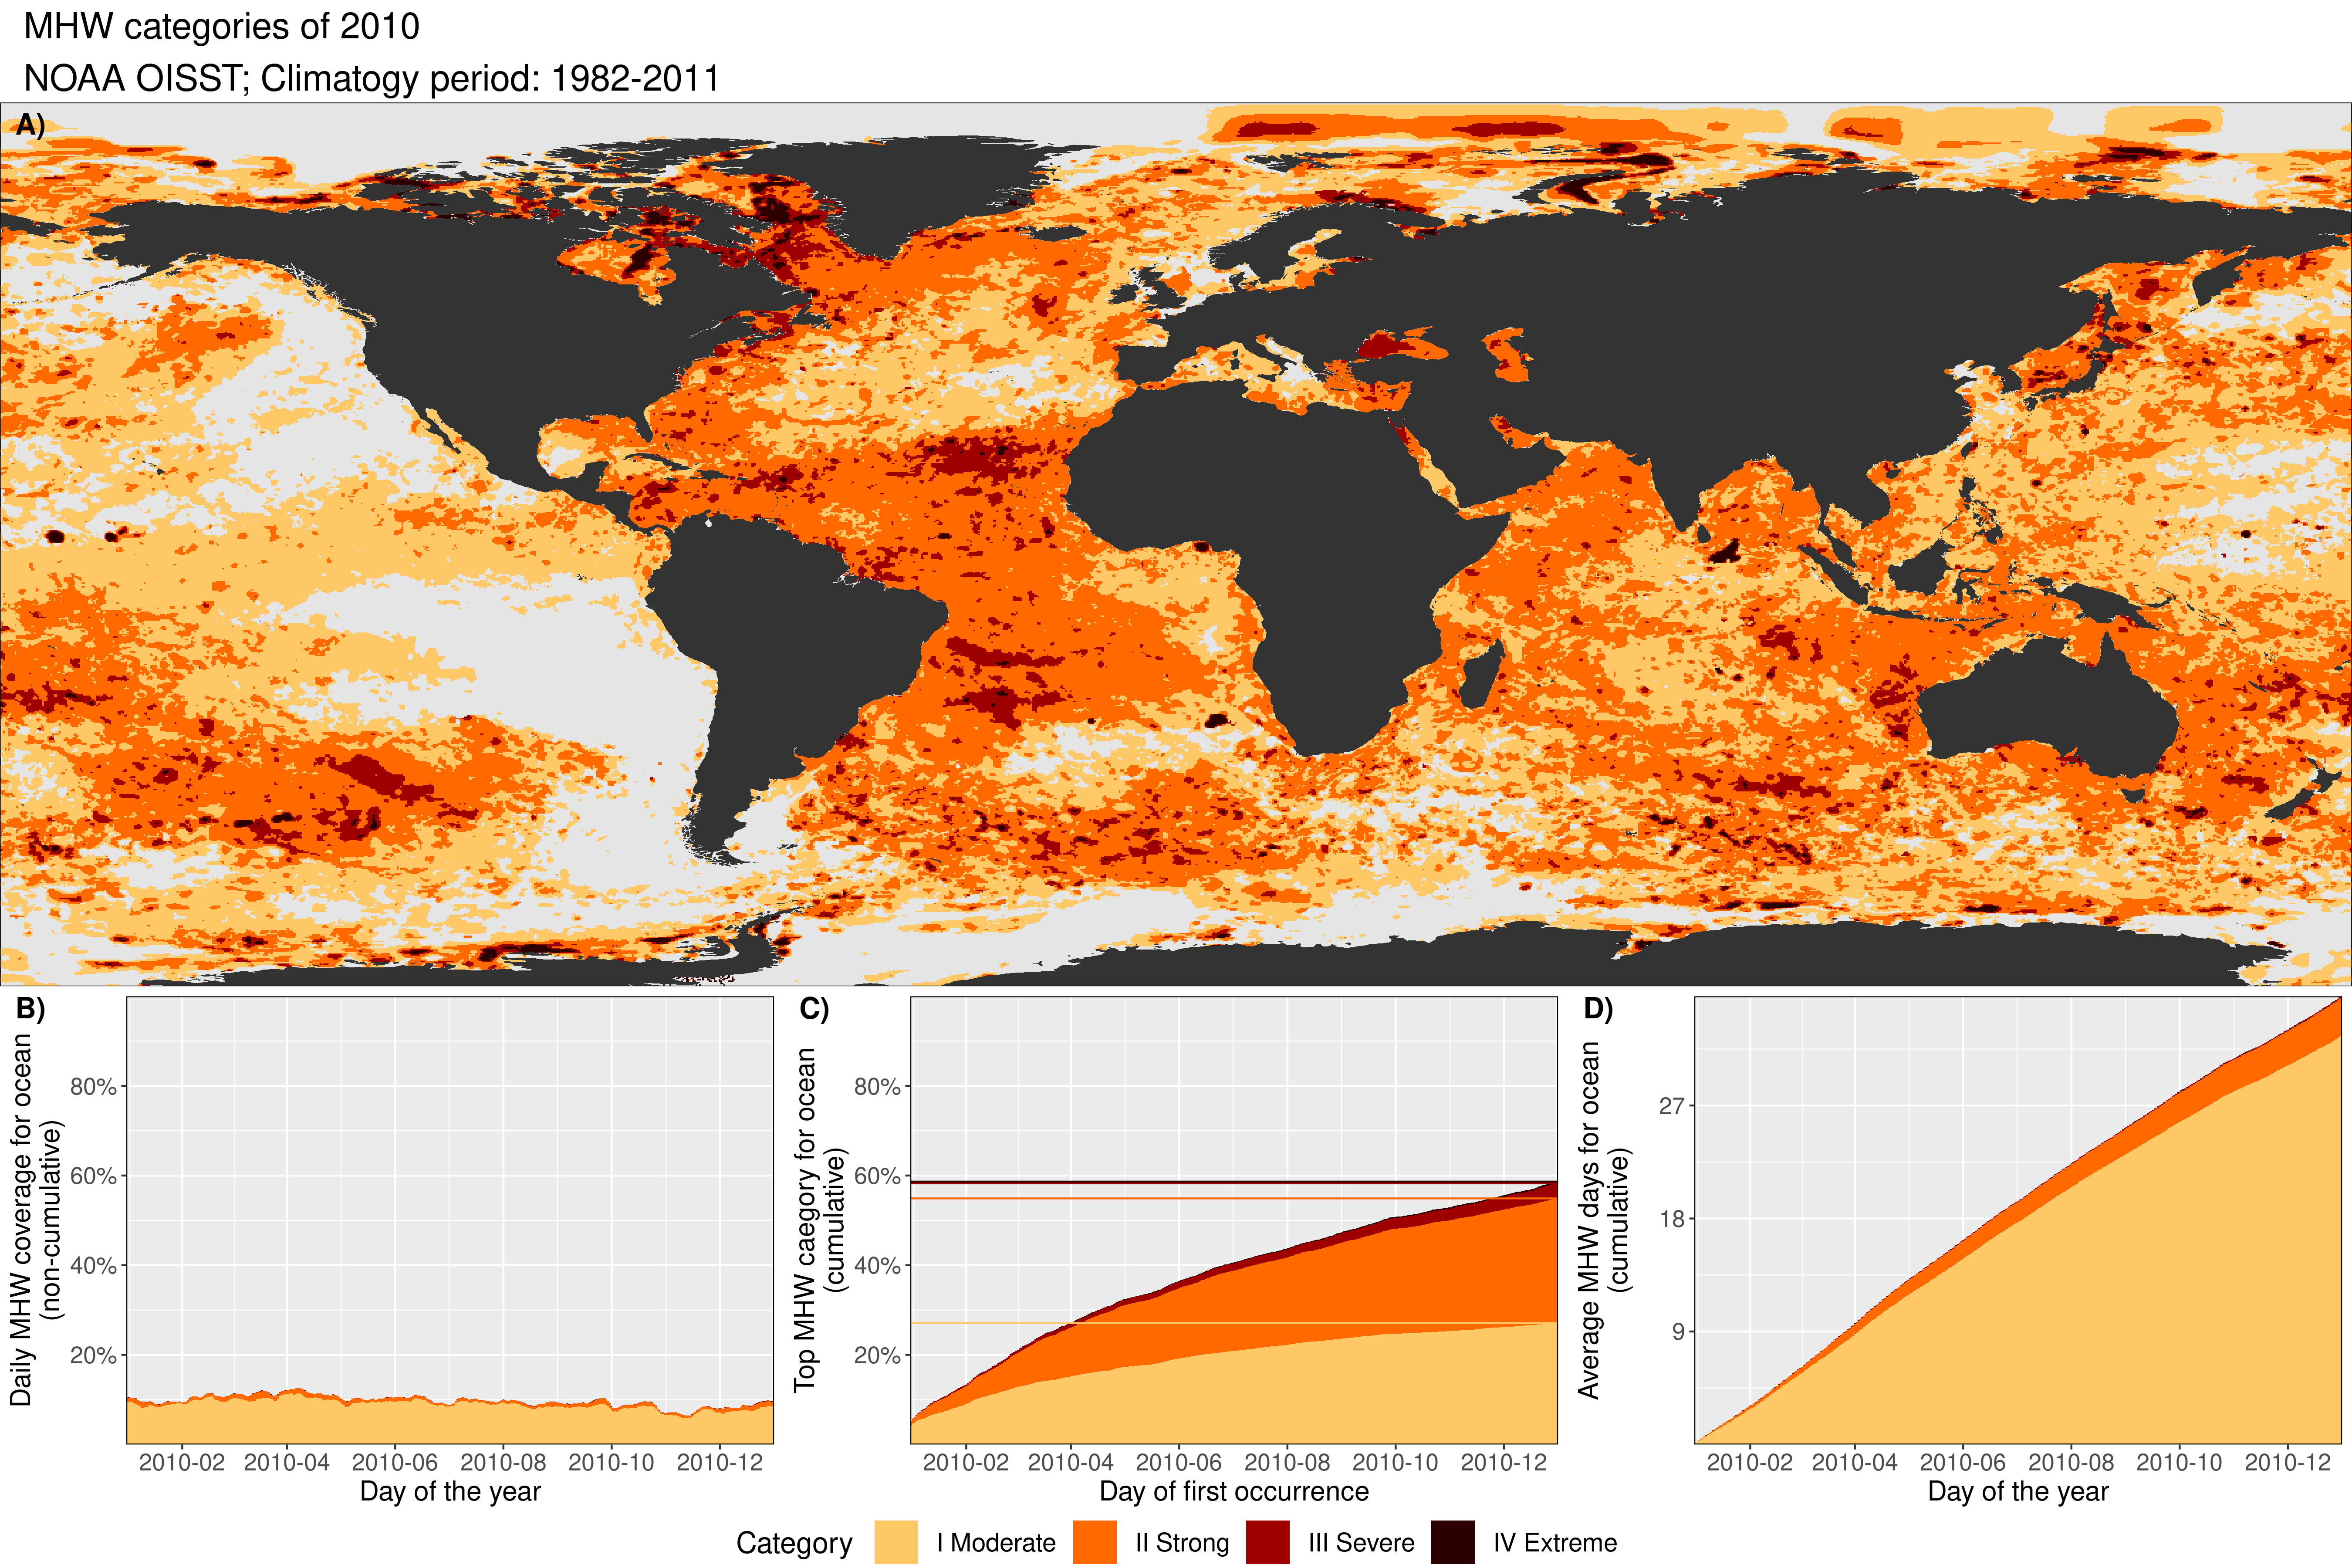 MHW categories of 2010
NOAA OISST; Climatogy period: 1982-2011
A)
B)
Daily MHW coverage for ocean
(non-cumulative)
80%
60%
40%
20%
2010-02 2010-04 2010-06 2010-08 2010-10 2010-12
Day of the year
C)
Top MHW category for ocean
(cumulative)
80%
60%
40%
20%
2010-02 2010-04 2010-06 2010-08 2010-10 2010-12
Day of first occurrence
D)
Average MHW days for ocean
(cumulative)
27
18
9
2010-02 2010-04 2010-06 2010-08 2010-10 2010-12
Day of the year
Category I Moderate II Strong III Severe IV Extreme